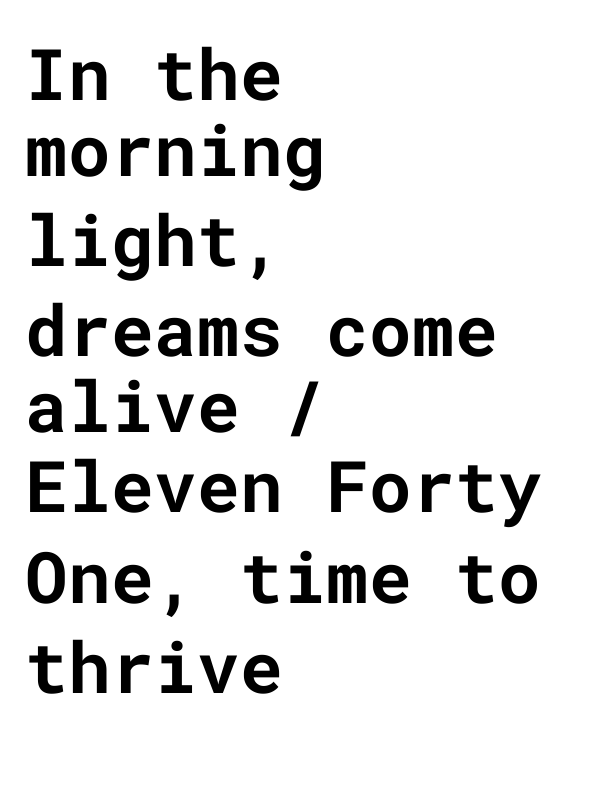 In the
morning
light,
dreams come
alive /
Eleven Forty
One, time to
thrive